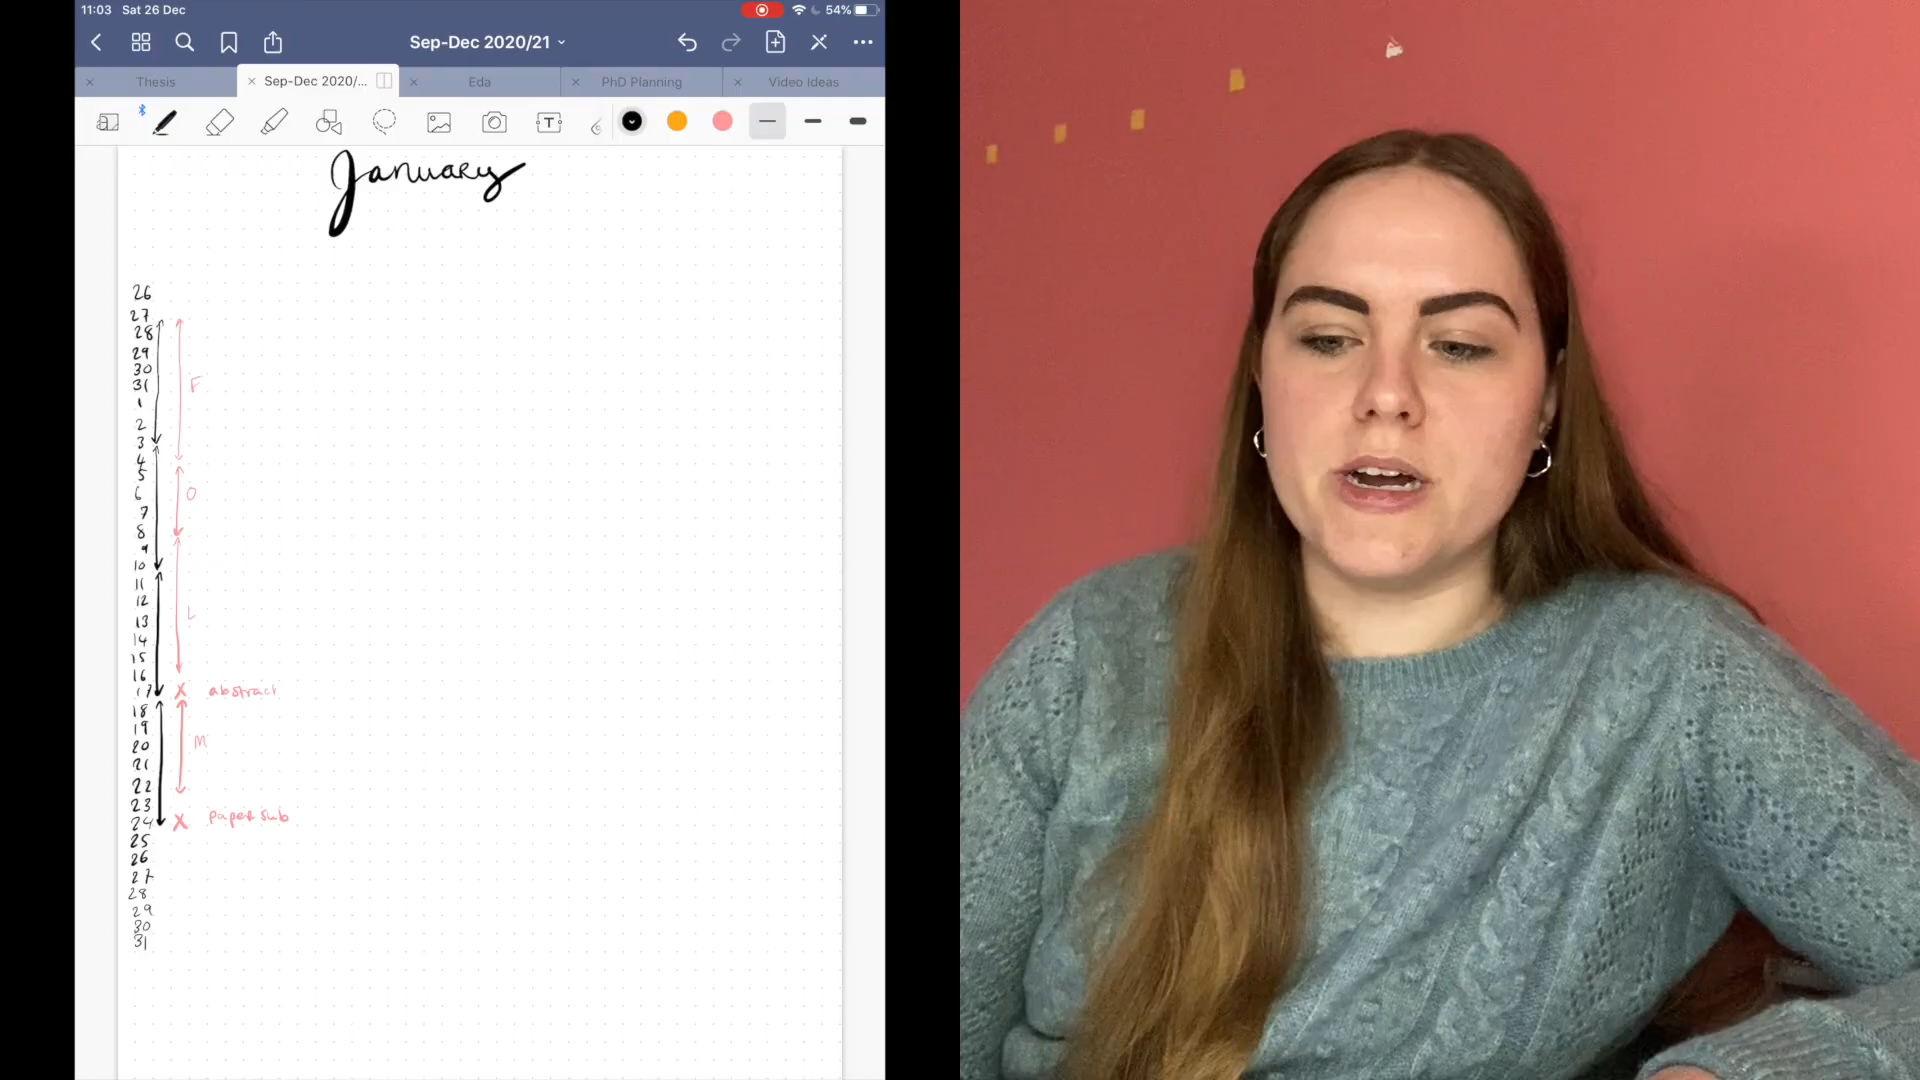 11:03 Sat 26 Dec 54%
Sep-Dec 2020/21
Thesis
Sep-Dec 2020/...
Eda
PhD Planning
Video Ideas
T
January
26
27
28
29
30
31 F
1
2
3
4
5
6 O
7
8
9
10
11
12
13 L
14
15
16
17 X abstract
18
19
20 M
21
22
23
24 X paper sub
25
26
27
28
29
30
31